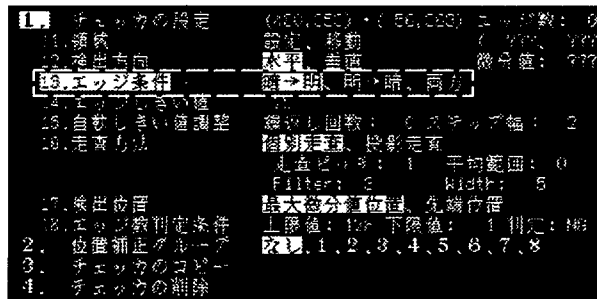 1. チェッカの設定 エッジ数: 0
11.領域 設定、移動
12.検出方向 水平、垂直 微分値: ???
13.エッジ条件 暗→明、明→暗、両方
14.エッジしきい値
15.自動しきい値調整 繰返し回数: 0 ステップ幅: 2
16.走査方法 個別走査、投影走査
走査ピッチ: 1 平均範囲: 0
Filter: 3 Width: 5
17.検出位置 最大微分値位置、先端位置
18.エッジ数判定条件 上限値: 128 下限値: 1 判定: NG
2. 位置補正グループ なし、1、2、3、4、5、6、7、8
3. チェッカのコピー
4. チェッカの削除